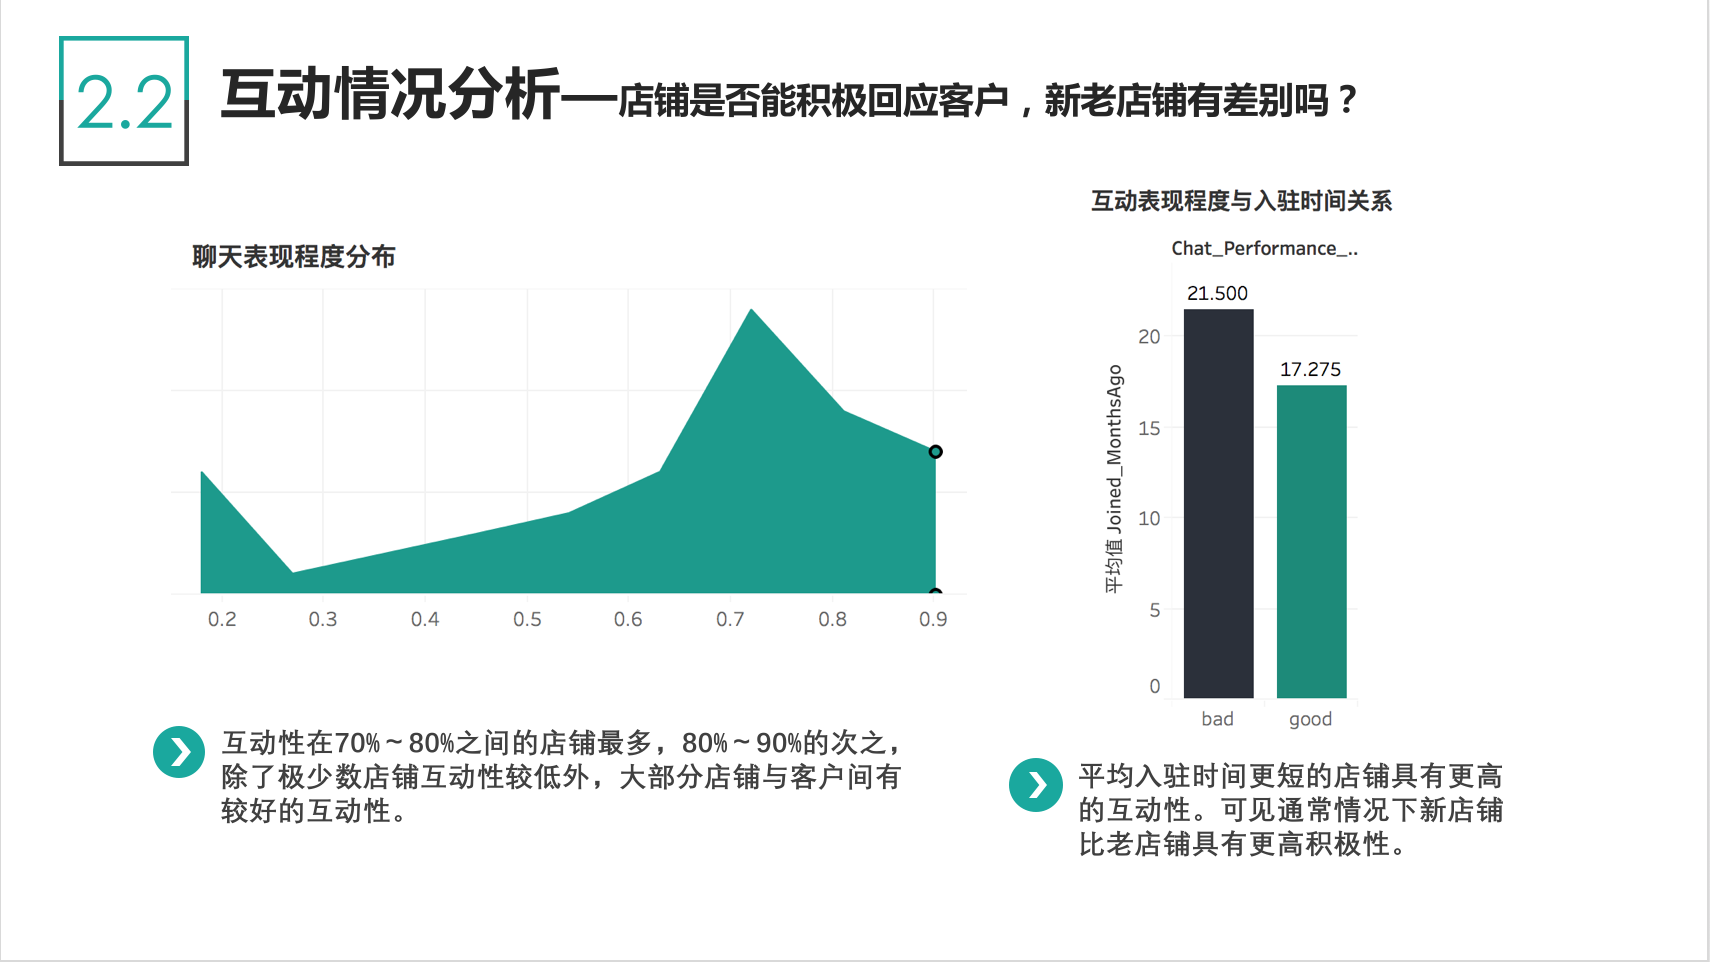 2.2
互动情况分析——店铺是否能积极回应客户，新老店铺有差别吗？
聊天表现程度分布
0.2 0.3 0.4 0.5 0.6 0.7 0.8 0.9
互动性在70%～80%之间的店铺最多，80%～90%的次之，
除了极少数店铺互动性较低外，大部分店铺与客户间有
较好的互动性。
互动表现程度与入驻时间关系
Chat_Performance_..
21.500
17.275
平均值 Joined_MonthsAgo
20
15
10
5
0
bad good
平均入驻时间更短的店铺具有更高
的互动性。可见通常情况下新店铺
比老店铺具有更高积极性。